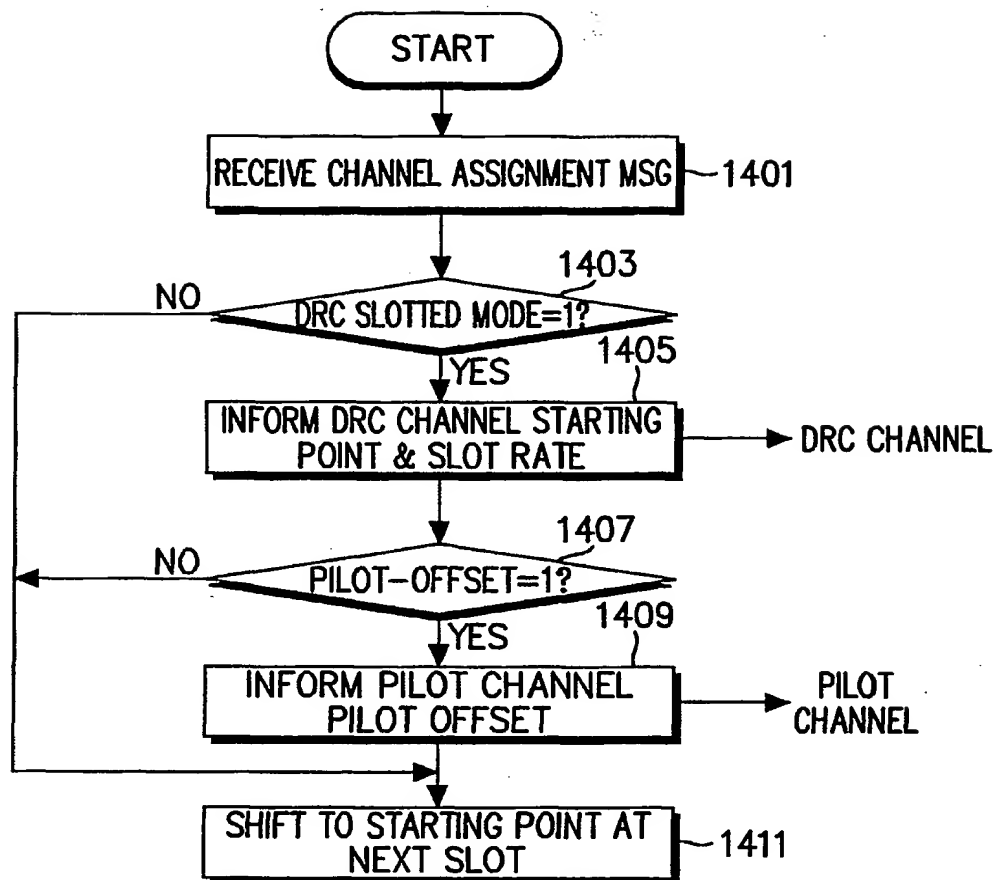 START
RECEIVE CHANNEL ASSIGNMENT MSG
1401
1403
NO
DRC SLOTTED MODE=1?
YES
1405
INFORM DRC CHANNEL STARTING
POINT & SLOT RATE
DRC CHANNEL
1407
NO
PILOT-OFFSET=1?
YES
1409
INFORM PILOT CHANNEL
PILOT OFFSET
PILOT
CHANNEL
SHIFT TO STARTING POINT AT
NEXT SLOT
1411